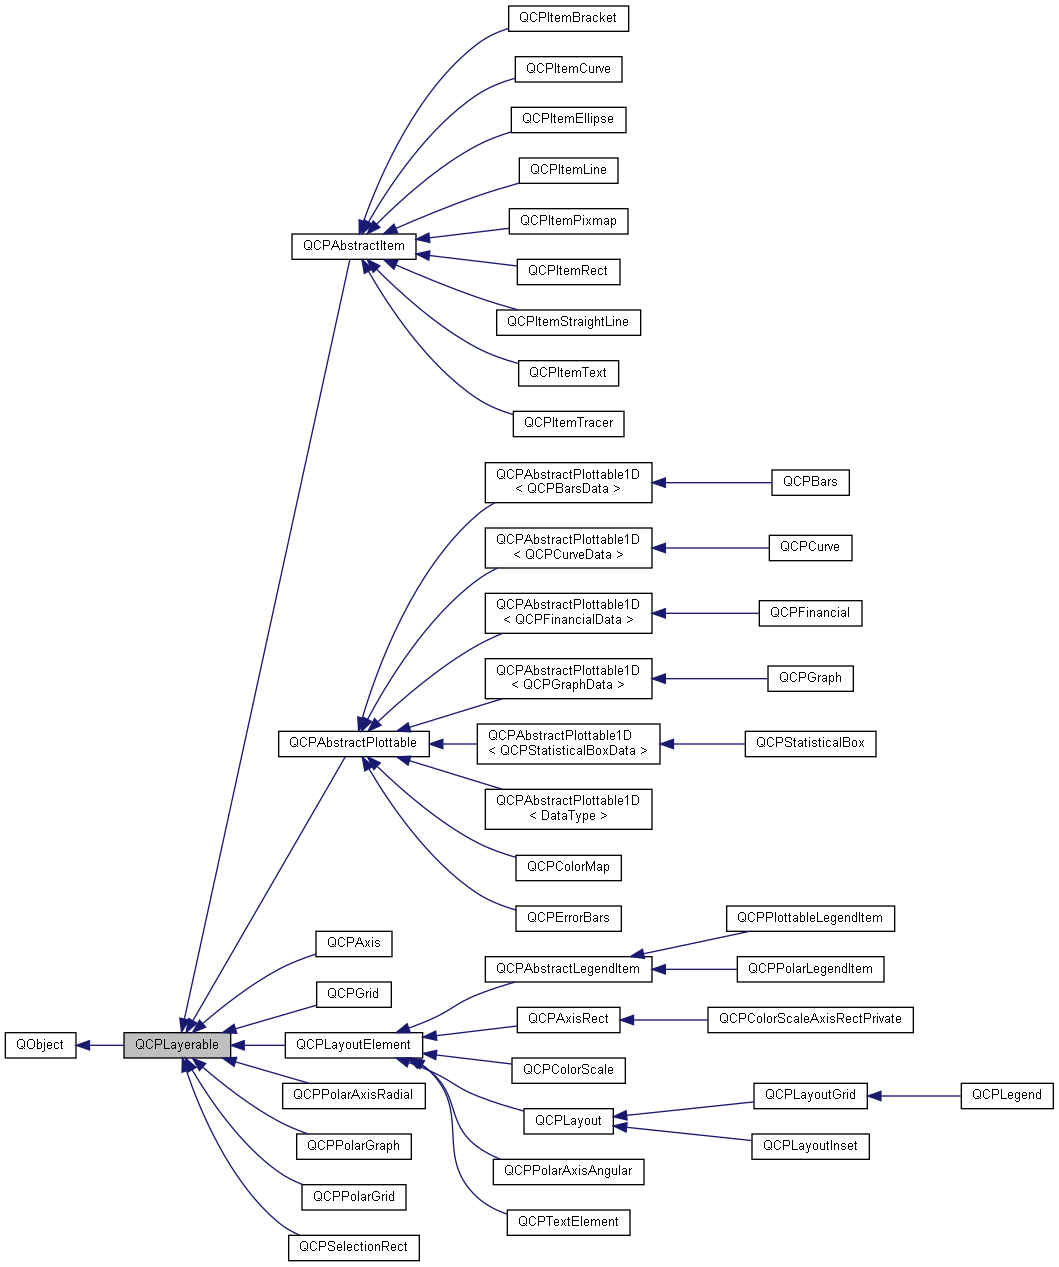 QCPItemBracket
QCPItemCurve
QCPItemEllipse
QCPItemLine
QCPItemPixmap
QCPAbstractItem
QCPItemRect
QCPItemStraightLine
QCPItemText
QCPItemTracer
QCPAbstractPlottable1D
< QCPBarsData >
QCPBars
QCPAbstractPlottable1D
< QCPCurveData >
QCPCurve
QCPAbstractPlottable1D
< QCPFinancialData >
QCPFinancial
QCPAbstractPlottable1D
< QCPGraphData >
QCPGraph
QCPAbstractPlottable
QCPAbstractPlottable1D
< QCPStatisticalBoxData >
QCPStatisticalBox
QCPAbstractPlottable1D
< DataType >
QCPColorMap
QCPErrorBars
QCPPlottableLegendItem
QCPAxis
QCPAbstractLegendItem
QCPPolarLegendItem
QCPGrid
QCPAxisRect
QCPColorScaleAxisRectPrivate
QObject
QCPLayerable
QCPLayoutElement
QCPColorScale
QCPPolarAxisRadial
QCPLayoutGrid
QCPLegend
QCPLayout
QCPPolarGraph
QCPLayoutInset
QCPPolarAxisAngular
QCPPolarGrid
QCPTextElement
QCPSelectionRect